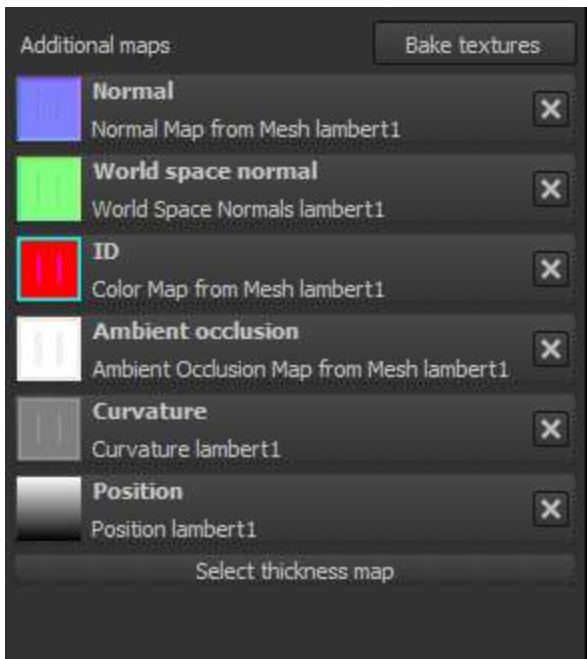 Additional maps
Bake textures
Normal
Normal Map from Mesh lambert1
World space normal
World Space Normals lambert1
ID
Color Map from Mesh lambert1
Ambient occlusion
Ambient Occlusion Map from Mesh lambert1
Curvature
Curvature lambert1
Position
Position lambert1
Select thickness map